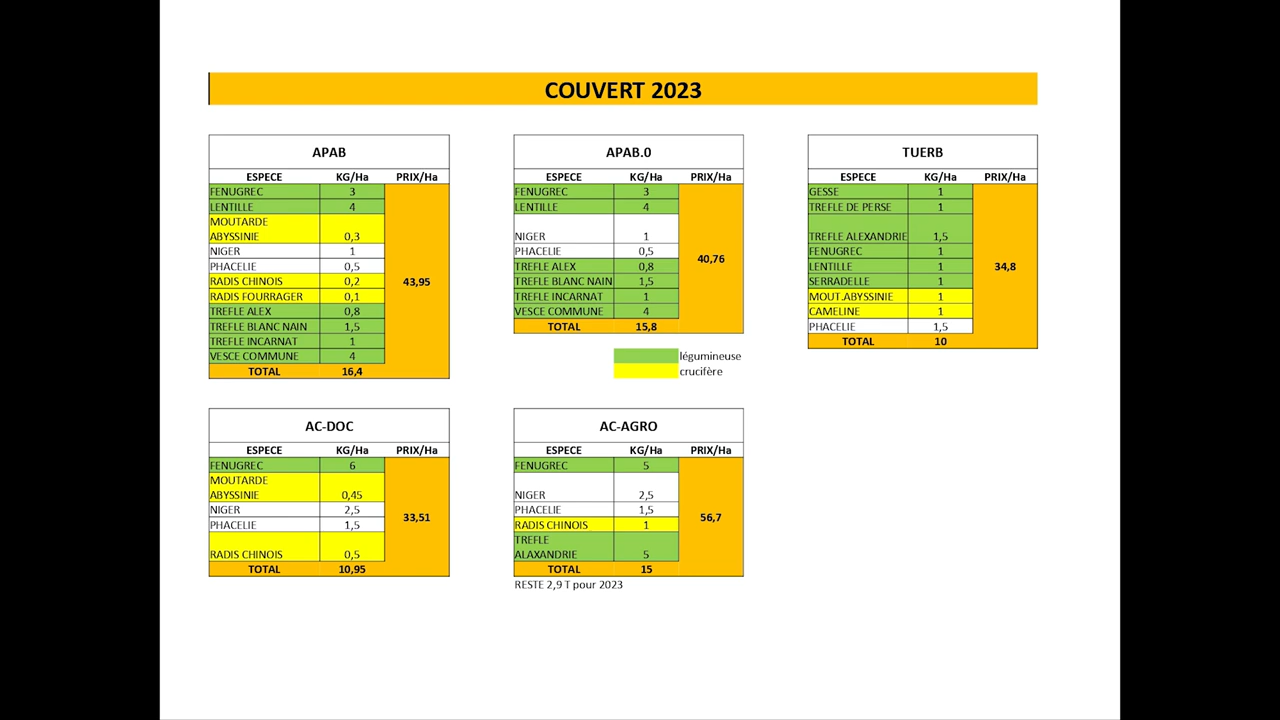 COUVERT 2023
APAB
ESPECE KG/Ha PRIX/Ha
FENUGREC 3
LENTILLE 4
MOUTARDE
ABYSSINIE 0,3
NIGER 1
PHACELIE 0,5
RADIS CHINOIS 0,2 43,95
RADIS FOURRAGER 0,1
TREFLE ALEX 0,8
TREFLE BLANC NAIN 1,5
TREFLE INCARNAT 1
VESCE COMMUNE 4
TOTAL 16,4
APAB.0
ESPECE KG/Ha PRIX/Ha
FENUGREC 3
LENTILLE 4
NIGER 1
PHACELIE 0,5 40,76
TREFLE ALEX 0,8
TREFLE BLANC NAIN 1,5
TREFLE INCARNAT 1
VESCE COMMUNE 4
TOTAL 15,8
légumineuse
crucifère
TUERB
ESPECE KG/Ha PRIX/Ha
GESSE 1
TREFLE DE PERSE 1
TREFLE ALEXANDRIE 1,5
FENUGREC 1
LENTILLE 1 34,8
SERRADELLE 1
MOUT.ABYSSINIE 1
CAMELINE 1
PHACELIE 1,5
TOTAL 10
AC-DOC
ESPECE KG/Ha PRIX/Ha
FENUGREC 6
MOUTARDE
ABYSSINIE 0,45
NIGER 2,5
PHACELIE 1,5 33,51
RADIS CHINOIS 0,5
TOTAL 10,95
AC-AGRO
ESPECE KG/Ha PRIX/Ha
FENUGREC 5
NIGER 2,5
PHACELIE 1,5 56,7
RADIS CHINOIS 1
TREFLE
ALAXANDRIE 5
TOTAL 15
RESTE 2,9 T pour 2023